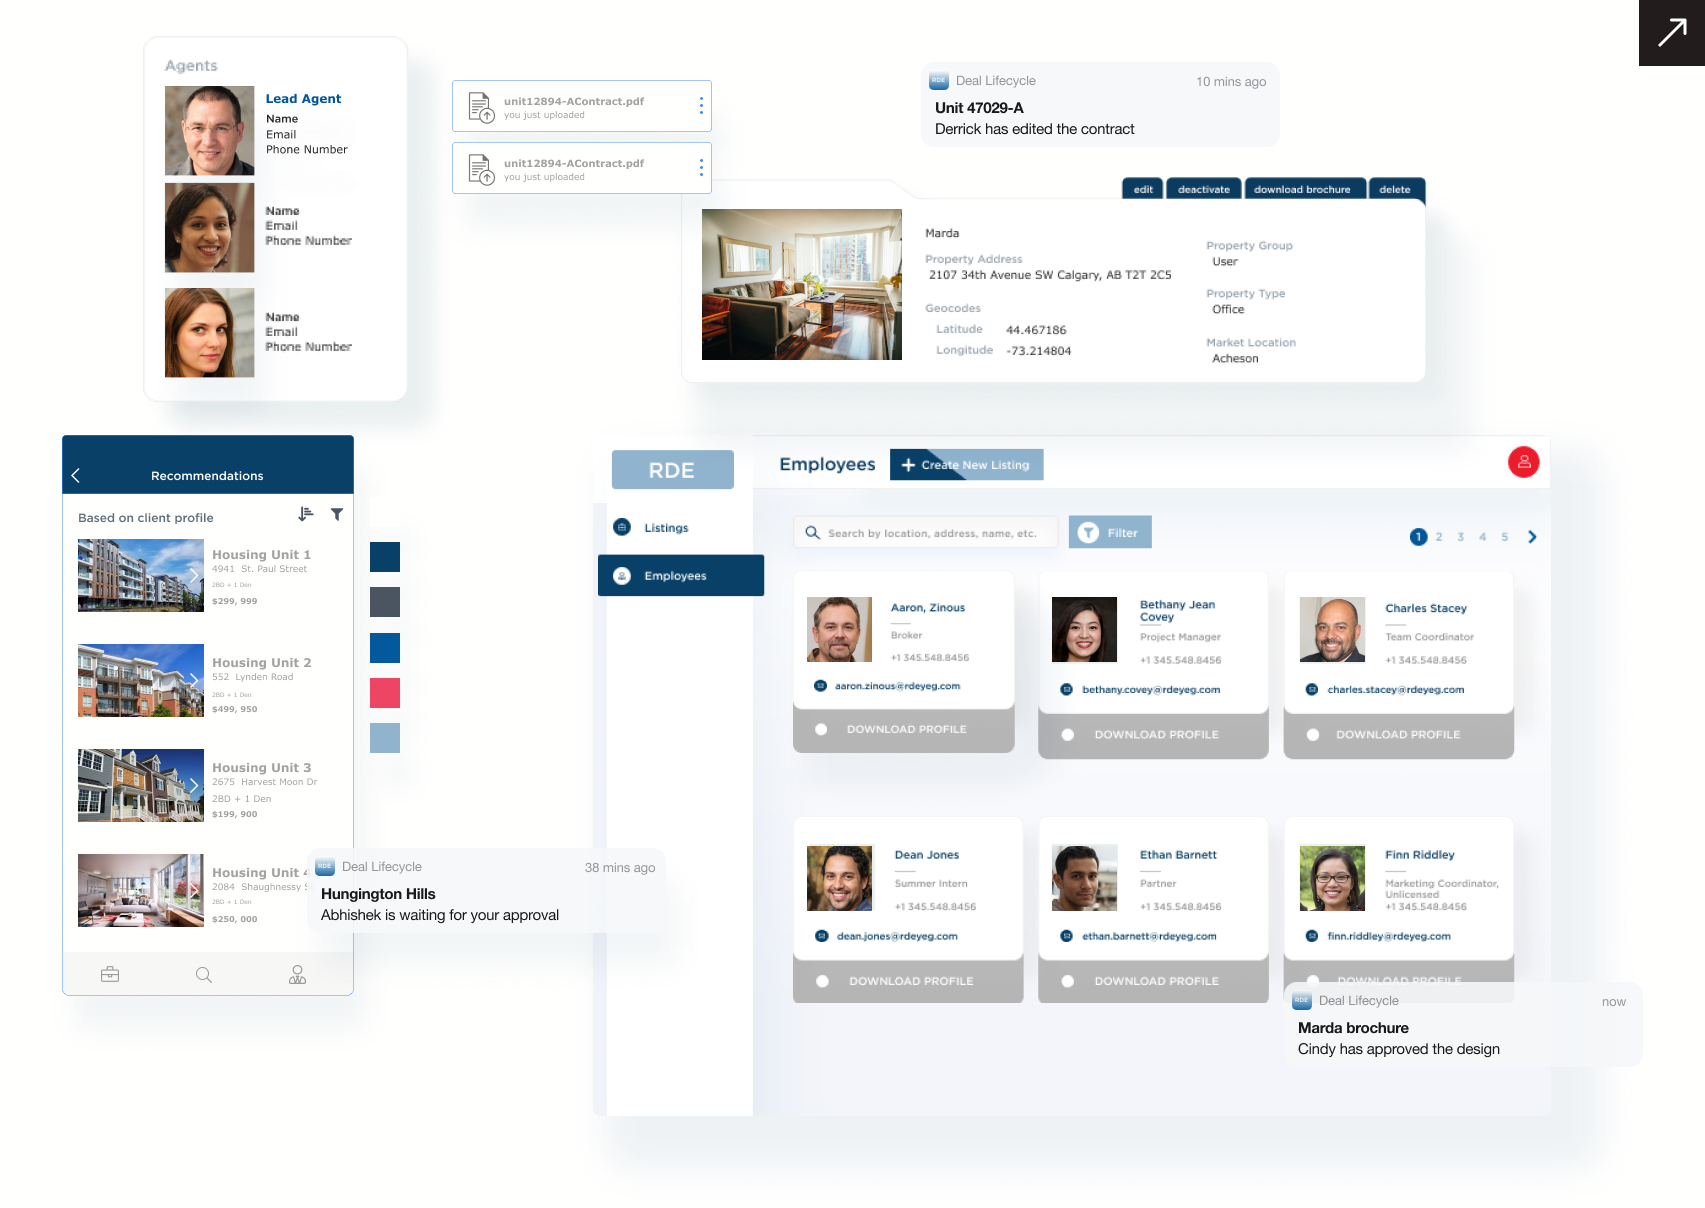 Agents
Lead Agent
Name
Email
Phone Number
Name
Email
Phone Number
Name
Email
Phone Number
unit12894-AContract.pdf
you just uploaded
unit12894-AContract.pdf
you just uploaded
RDE Deal Lifecycle 10 mins ago
Unit 47029-A
Derrick has edited the contract
edit deactivate download brochure delete
Marda
Property Address
2107 34th Avenue SW Calgary, AB T2T 2C5
Geocodes
Latitude 44.467186
Longitude -73.214804
Property Group
User
Property Type
Office
Market Location
Acheson
Recommendations
Based on client profile
Housing Unit 1
4941 St. Paul Street
2BD + 1 Den
$299, 999
Housing Unit 2
552 Lynden Road
2BD + 1 Den
$499, 950
Housing Unit 3
2675 Harvest Moon Dr
2BD + 1 Den
$199, 900
Housing Unit 4
2084 Shaughnessy S
2BD + 1 Den
$250, 000
RDE Deal Lifecycle 38 mins ago
Hungington Hills
Abhishek is waiting for your approval
RDE
Listings
Employees
Employees
+ Create New Listing
Search by location, address, name, etc.
Filter
1 2 3 4 5
Aaron, Zinous
Broker
+1 345.548.8456
aaron.zinous@rdeyeg.com
DOWNLOAD PROFILE
Bethany Jean
Covey
Project Manager
+1 345.548.8456
bethany.covey@rdeyeg.com
DOWNLOAD PROFILE
Charles Stacey
Team Coordinator
+1 345.548.8456
charles.stacey@rdeyeg.com
DOWNLOAD PROFILE
Dean Jones
Summer Intern
+1 345.548.8456
dean.jones@rdeyeg.com
DOWNLOAD PROFILE
Ethan Barnett
Partner
+1 345.548.8456
ethan.barnett@rdeyeg.com
DOWNLOAD PROFILE
Finn Riddley
Marketing Coordinator,
Unlicensed
+1 345.548.8456
finn.riddley@rdeyeg.com
DOWNLOAD PROFILE
RDE Deal Lifecycle now
Marda brochure
Cindy has approved the design